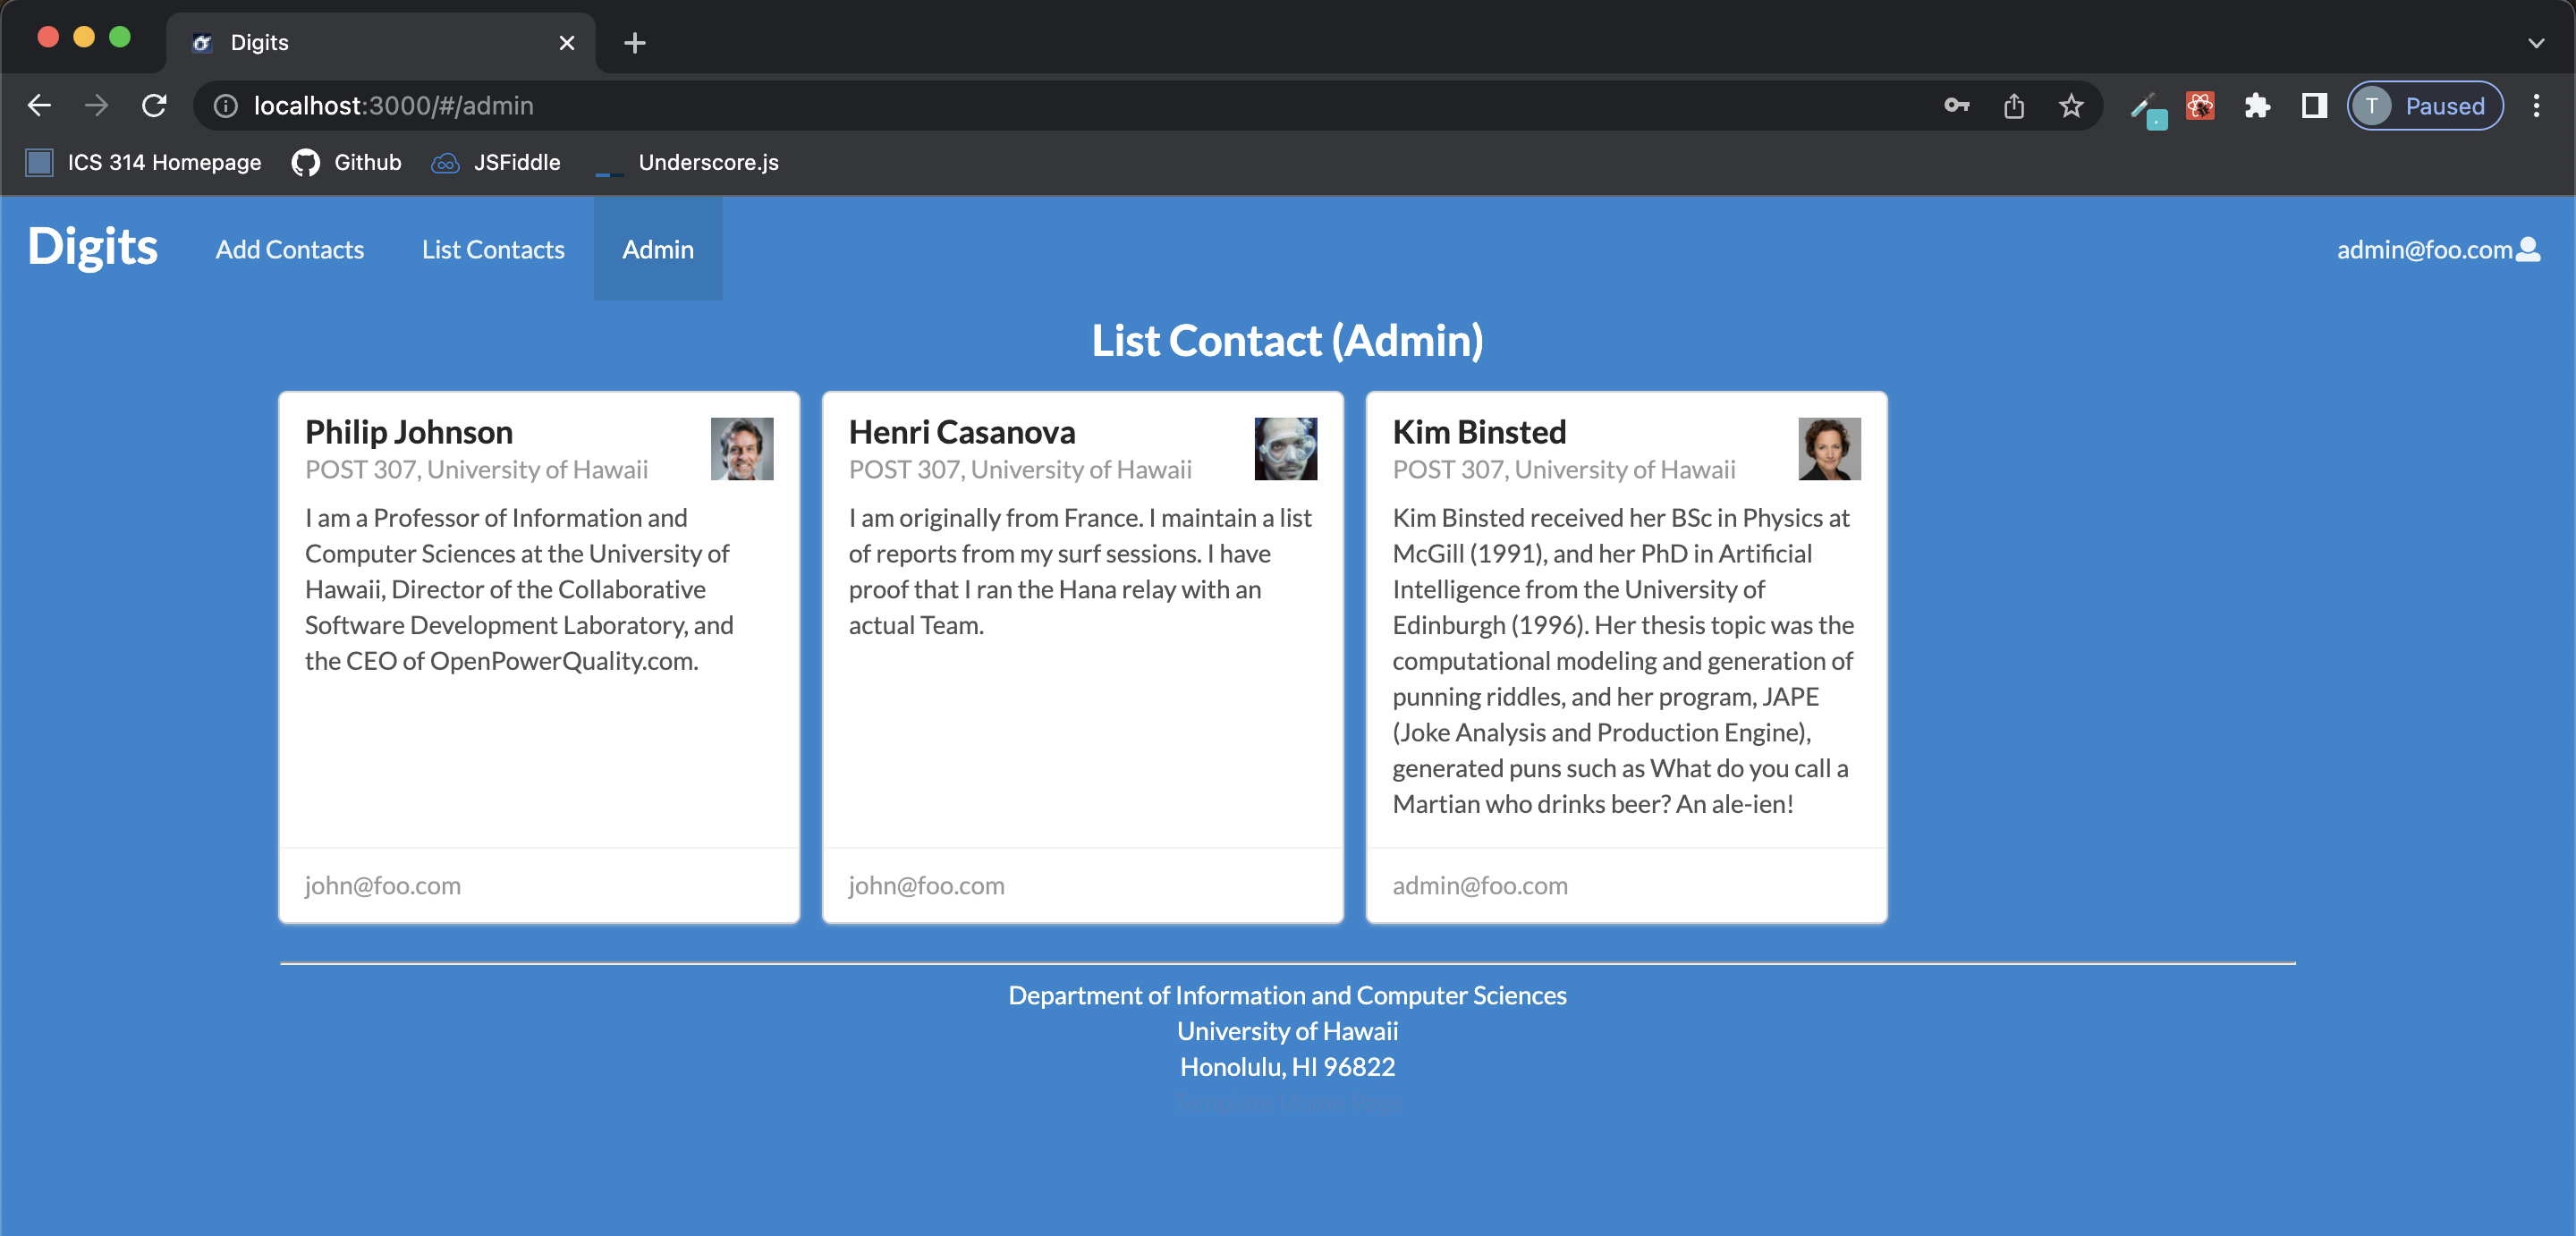 Digits
localhost:3000/#/admin
T Paused
ICS 314 Homepage Github JSFiddle Underscore.js
Digits Add Contacts List Contacts Admin admin@foo.com
List Contact (Admin)
Philip Johnson
POST 307, University of Hawaii
I am a Professor of Information and
Computer Sciences at the University of
Hawaii, Director of the Collaborative
Software Development Laboratory, and
the CEO of OpenPowerQuality.com.
john@foo.com
Henri Casanova
POST 307, University of Hawaii
I am originally from France. I maintain a list
of reports from my surf sessions. I have
proof that I ran the Hana relay with an
actual Team.
john@foo.com
Kim Binsted
POST 307, University of Hawaii
Kim Binsted received her BSc in Physics at
McGill (1991), and her PhD in Artificial
Intelligence from the University of
Edinburgh (1996). Her thesis topic was the
computational modeling and generation of
punning riddles, and her program, JAPE
(Joke Analysis and Production Engine),
generated puns such as What do you call a
Martian who drinks beer? An ale-ien!
admin@foo.com
Department of Information and Computer Sciences
University of Hawaii
Honolulu, HI 96822
Template Home Page